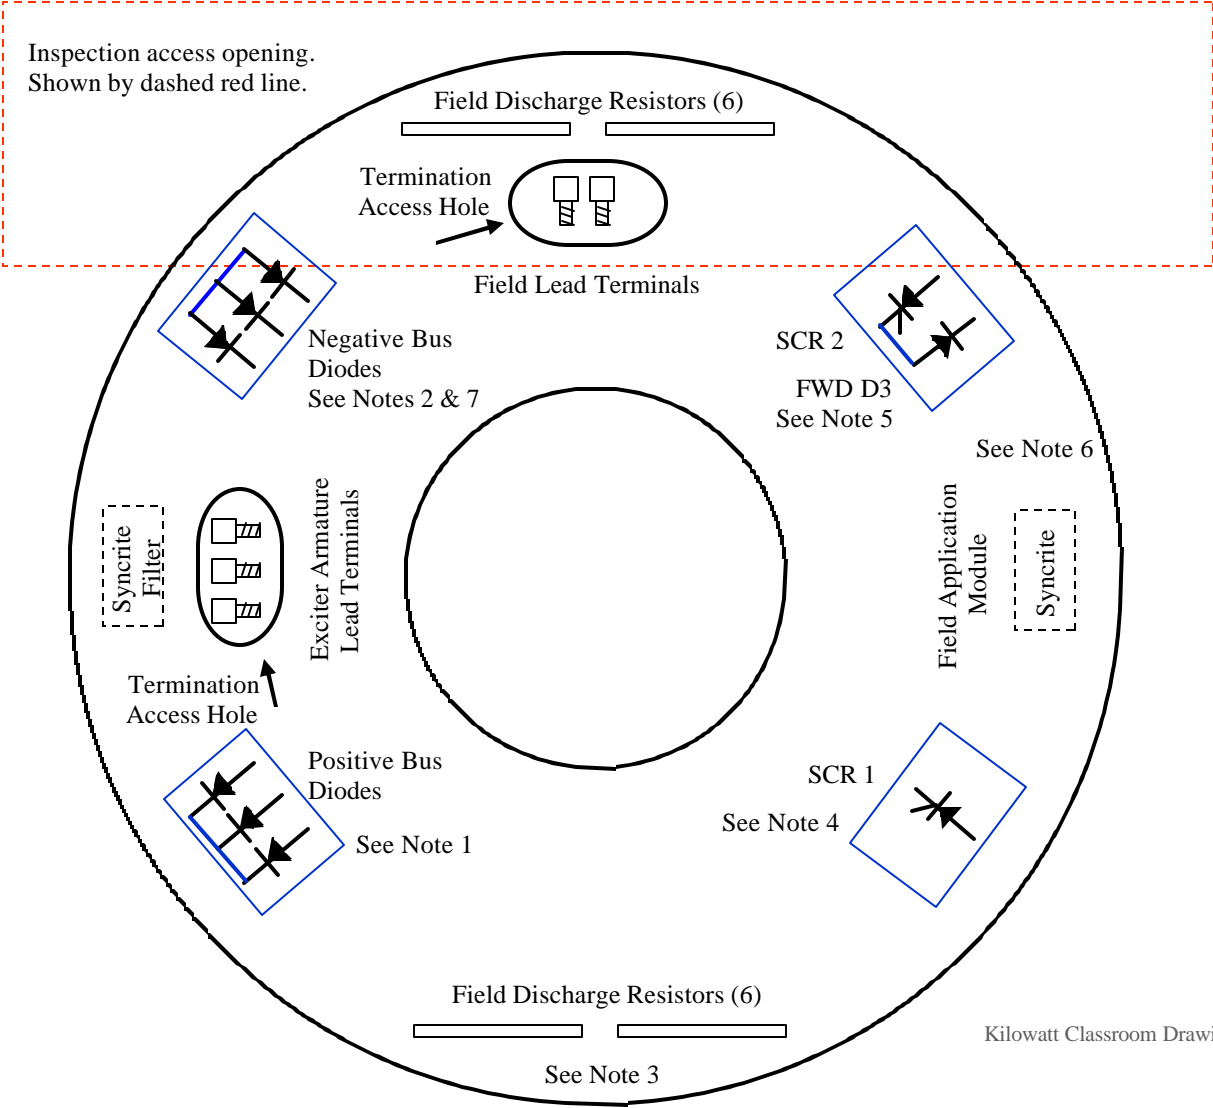 Inspection access opening.
Shown by dashed red line.
Field Discharge Resistors (6)
Termination
Access Hole
Field Lead Terminals
Negative Bus
Diodes
See Notes 2 & 7
SCR 2
FWD D3
See Note 5
See Note 6
Syncrite
Filter
Exciter Armature
Lead Terminals
Field Application
Module
Syncrite
Termination
Access Hole
Positive Bus
Diodes
See Note 1
SCR 1
See Note 4
Field Discharge Resistors (6)
See Note 3
Kilowatt Classroom Drawi